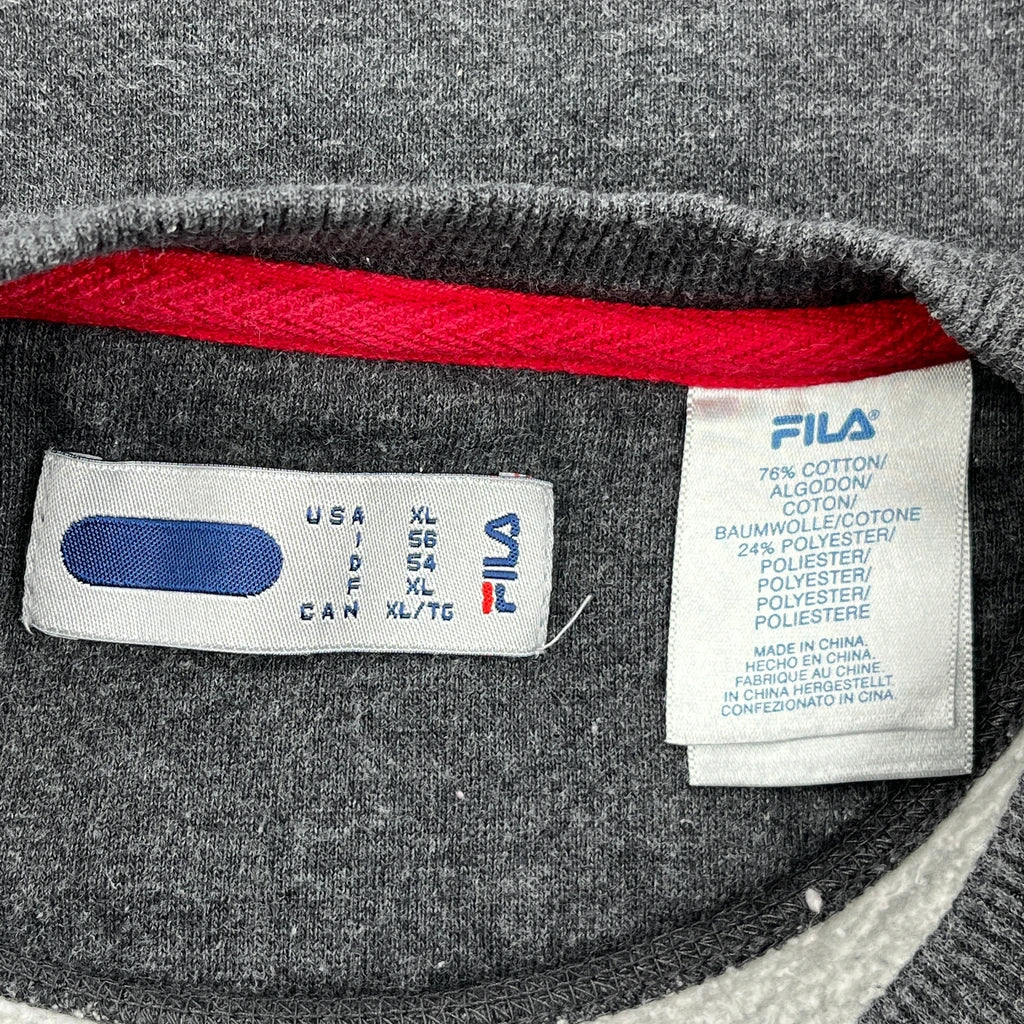 USA XL
I 56
D 54
F XL
CAN XL/TG
FILA
FILA®
76% COTTON/
ALGODON/
COTON/
BAUMWOLLE/COTONE
24% POLYESTER/
POLIESTER/
POLYESTER/
POLYESTER/
POLIESTERE
MADE IN CHINA.
HECHO EN CHINA.
FABRIQUE AU CHINE.
IN CHINA HERGESTELLT.
CONFEZIONATO IN CINA.